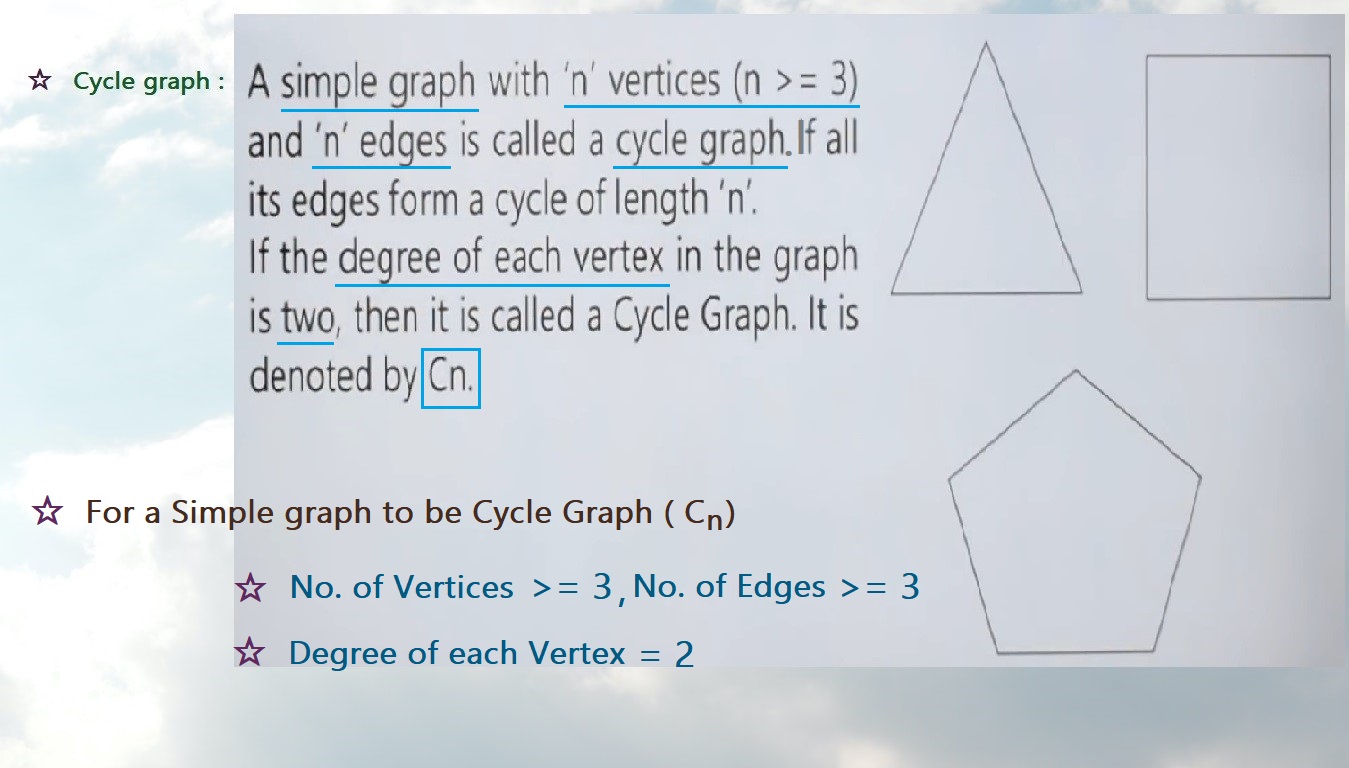 ☆ Cycle graph : A simple graph with 'n' vertices (n >= 3)
and 'n' edges is called a cycle graph. If all
its edges form a cycle of length 'n'.
If the degree of each vertex in the graph
is two, then it is called a Cycle Graph. It is
denoted by Cn.
☆ For a Simple graph to be Cycle Graph ( Cn)
☆ No. of Vertices >= 3 , No. of Edges >= 3
☆ Degree of each Vertex = 2